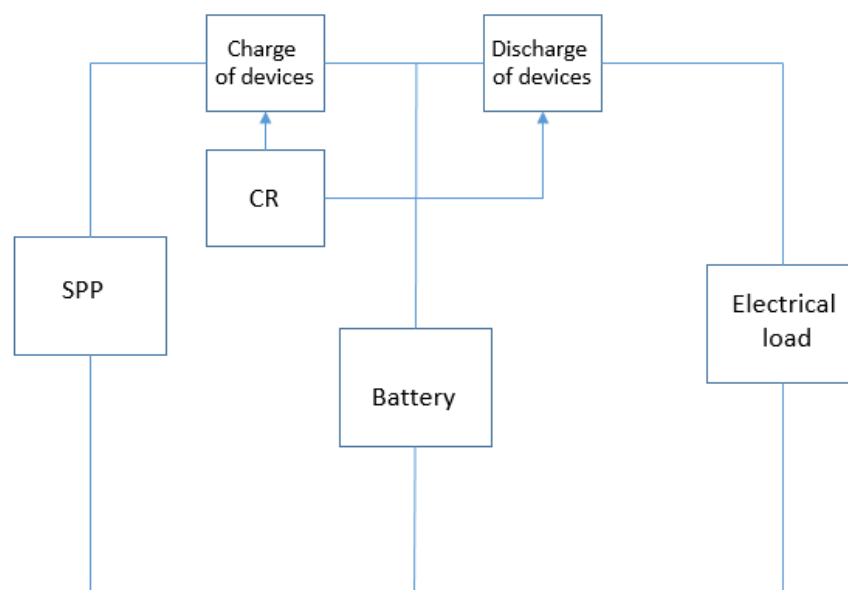 Charge
of devices
Discharge
of devices
CR
SPP
Electrical
load
Battery